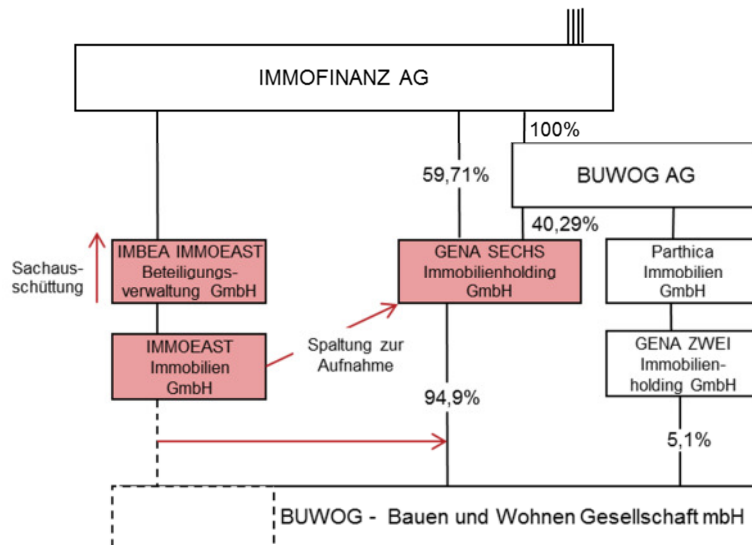 IMMOFINANZ AG
100%
59,71%
BUWOG AG
40,29%
Sachaus-
schüttung
IMBEA IMMOEAST
Beteiligungs-
verwaltung GmbH
GENA SECHS
Immobilienholding
GmbH
Parthica
Immobilien
GmbH
IMMOEAST
Immobilien
GmbH
Spaltung zur
Aufnahme
GENA ZWEI
Immobilien-
holding GmbH
94,9%
5,1%
BUWOG - Bauen und Wohnen Gesellschaft mbH